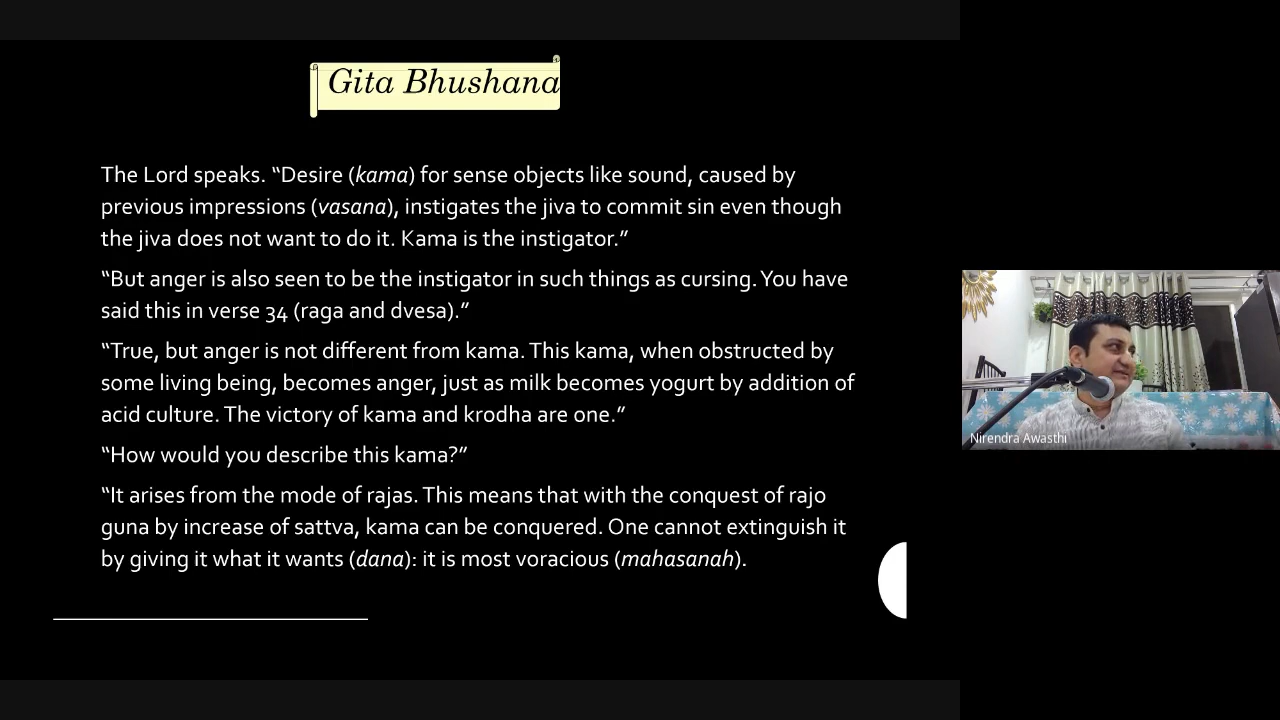 Gita Bhushana
The Lord speaks. “Desire (kama) for sense objects like sound, caused by
previous impressions (vasana), instigates the jiva to commit sin even though
the jiva does not want to do it. Kama is the instigator.”
“But anger is also seen to be the instigator in such things as cursing. You have
said this in verse 34 (raga and dvesa).”
“True, but anger is not different from kama. This kama, when obstructed by
some living being, becomes anger, just as milk becomes yogurt by addition of
acid culture. The victory of kama and krodha are one.”
“How would you describe this kama?”
“It arises from the mode of rajas. This means that with the conquest of rajo
guna by increase of sattva, kama can be conquered. One cannot extinguish it
by giving it what it wants (dana): it is most voracious (mahasanah).
Nirendra Awasthi